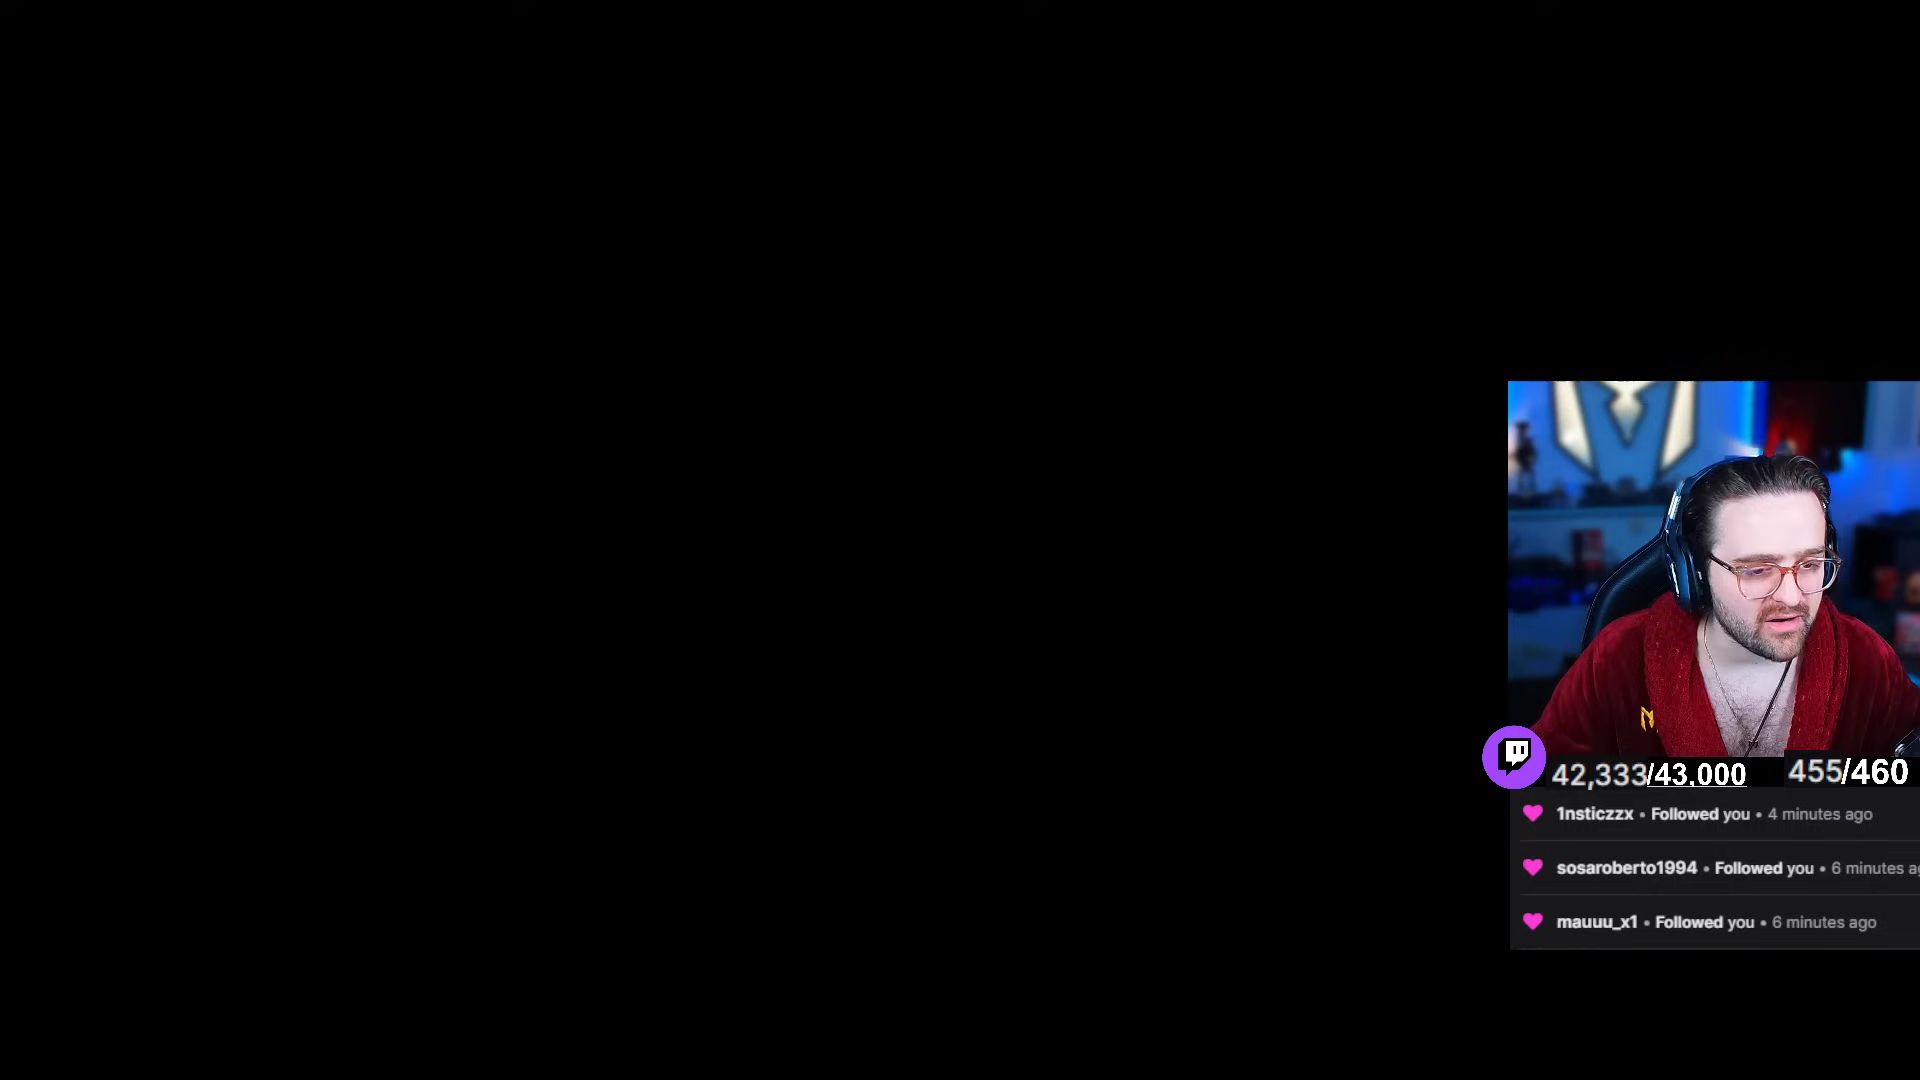 42,333/43,000 455/460
1nsticzzx • Followed you • 4 minutes ago
sosaroberto1994 • Followed you • 6 minutes
mauuu_x1 • Followed you • 6 minutes ago